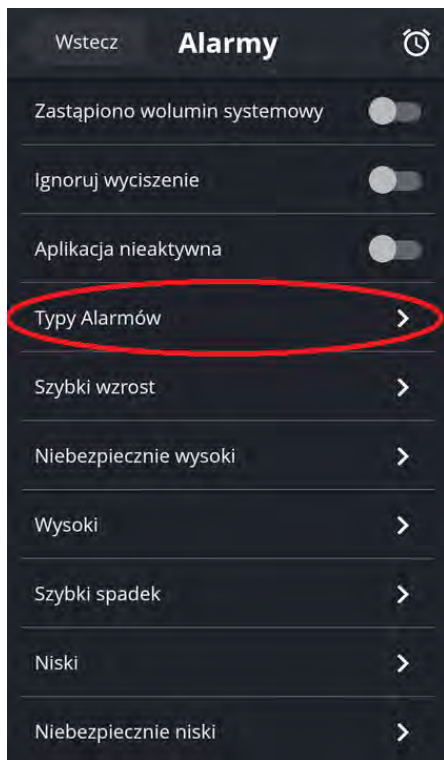 Wstecz Alarmy
Zastąpiono wolumin systemowy
Ignoruj wyciszenie
Aplikacja nieaktywna
Typy Alarmów
Szybki wzrost
Niebezpiecznie wysoki
Wysoki
Szybki spadek
Niski
Niebezpiecznie niski